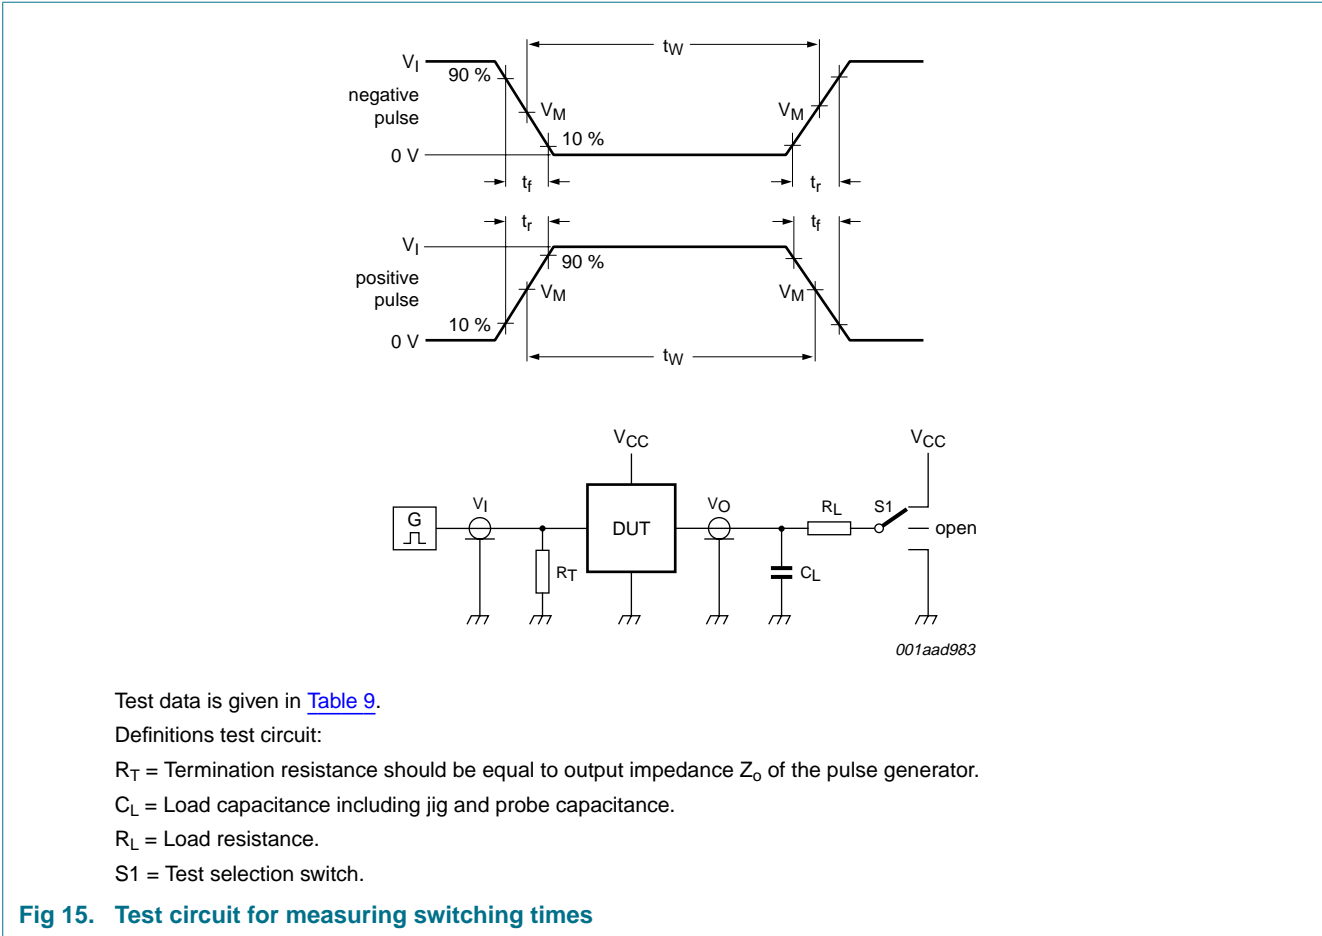 tW
VI
90 %
negative
pulse
VM
VM
10 %
0 V
tf
tr
tr
tf
VI
90 %
positive
pulse
VM
VM
10 %
0 V
tW
VCC
VCC
G
VI
DUT
VO
RL
S1
open
RT
CL
001aad983
Test data is given in Table 9.
Definitions test circuit:
RT = Termination resistance should be equal to output impedance Zo of the pulse generator.
CL = Load capacitance including jig and probe capacitance.
RL = Load resistance.
S1 = Test selection switch.
Fig 15. Test circuit for measuring switching times